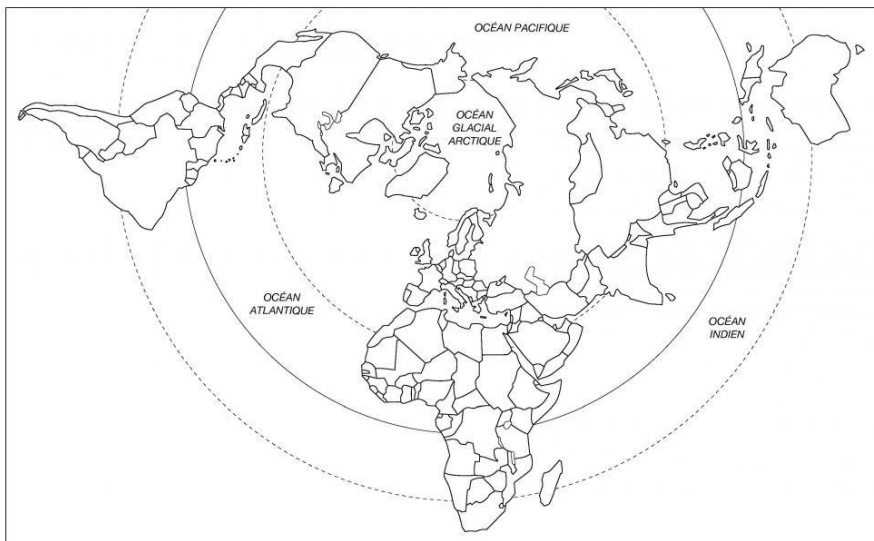 OCÉAN PACIFIQUE
OCÉAN
GLACIAL
ARCTIQUE
OCÉAN
ATLANTIQUE
OCÉAN
INDIEN